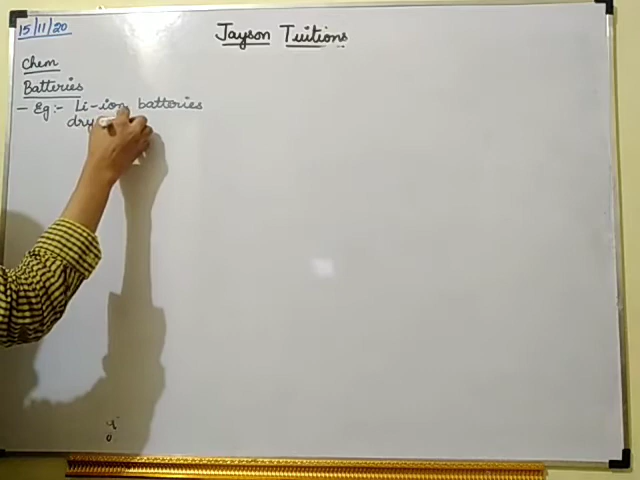 15/11/20
Jayson Tuitions
Chem
Batteries
- Eg:- Li-ion batteries
dry